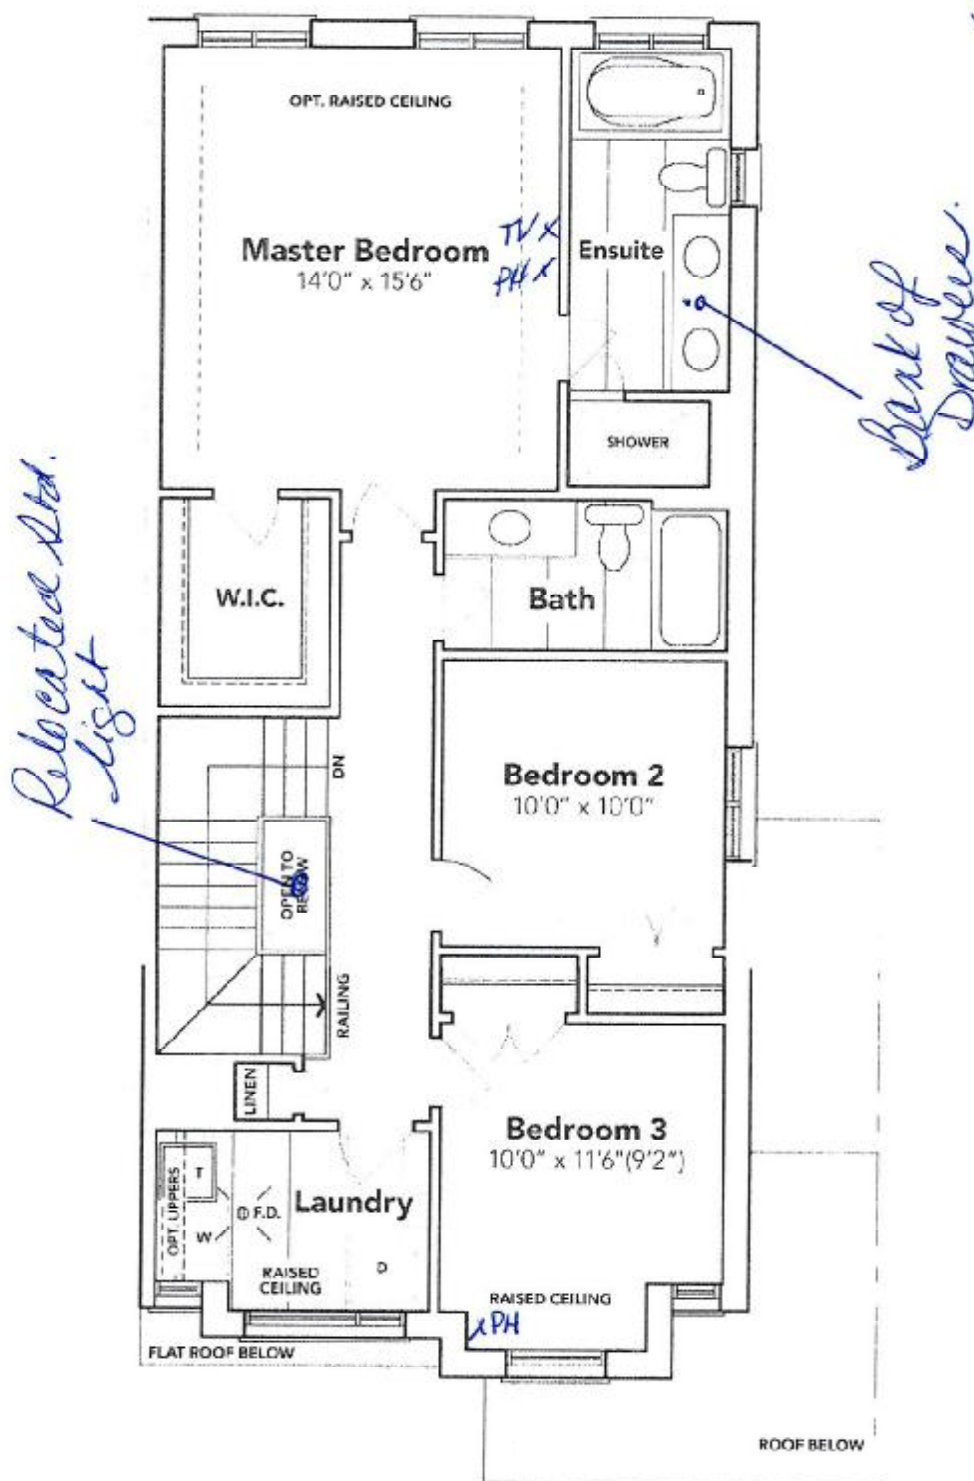 OPT. RAISED CEILING
Master Bedroom
14'0" x 15'6"
TV x
PH x
Ensuite
Bank of
Drawers.
SHOWER
Relocated Std.
light
W.I.C.
Bath
DN
Bedroom 2
10'0" x 10'0"
OPEN TO
BELOW
RAILING
LINEN
Bedroom 3
10'0" x 11'6"(9'2")
OPT. UPPERS
T
W
F.D.
Laundry
D
RAISED
CEILING
RAISED CEILING
x PH
FLAT ROOF BELOW
ROOF BELOW